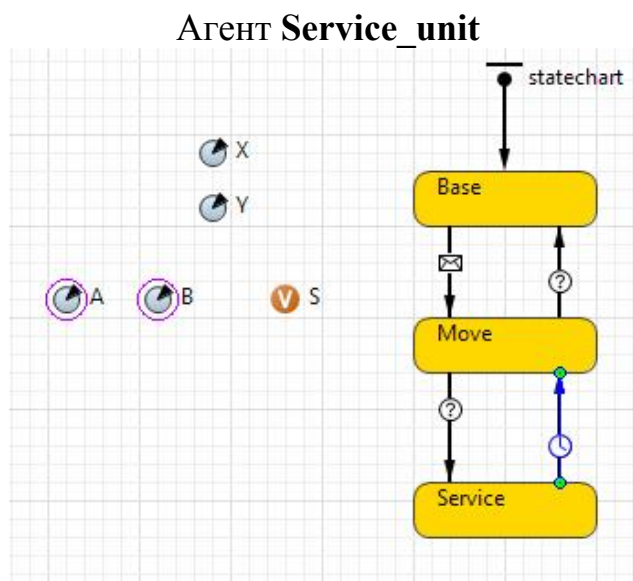 Агент Service_unit
statechart
X
Base
Y
A
B
V
S
?
Move
?
Service